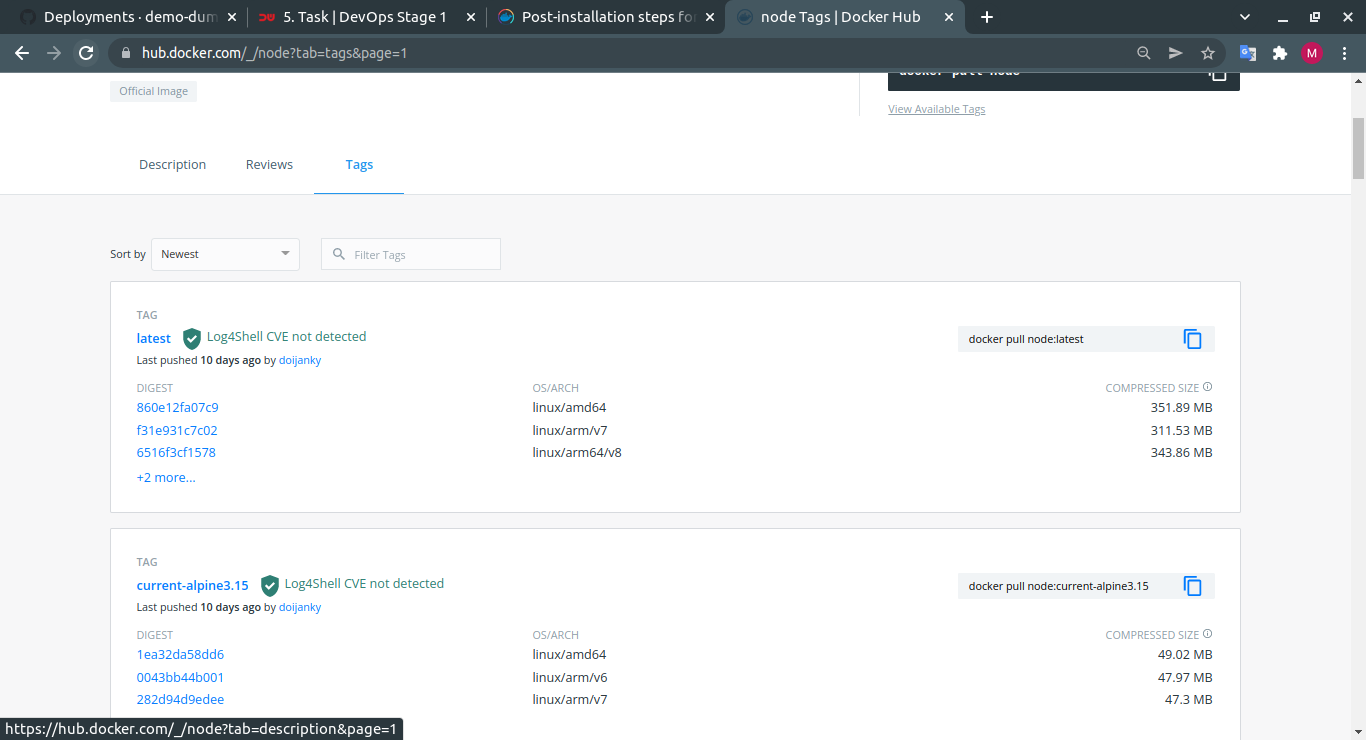 Deployments · demo-dum
5. Task | DevOps Stage 1
Post-installation steps fo
node Tags | Docker Hub
hub.docker.com/_/node?tab=tags&page=1
M
Official Image
docker pull node
View Available Tags
Description Reviews Tags
Sort by Newest Filter Tags
TAG
latest Log4Shell CVE not detected
docker pull node:latest
Last pushed 10 days ago by doijanky
DIGEST OS/ARCH COMPRESSED SIZE
860e12fa07c9 linux/amd64 351.89 MB
f31e931c7c02 linux/arm/v7 311.53 MB
6516f3cf1578 linux/arm64/v8 343.86 MB
+2 more...
TAG
current-alpine3.15 Log4Shell CVE not detected
docker pull node:current-alpine3.15
Last pushed 10 days ago by doijanky
DIGEST OS/ARCH COMPRESSED SIZE
1ea32da58dd6 linux/amd64 49.02 MB
0043bb44b001 linux/arm/v6 47.97 MB
282d94d9edee linux/arm/v7 47.3 MB
https://hub.docker.com/_/node?tab=description&page=1